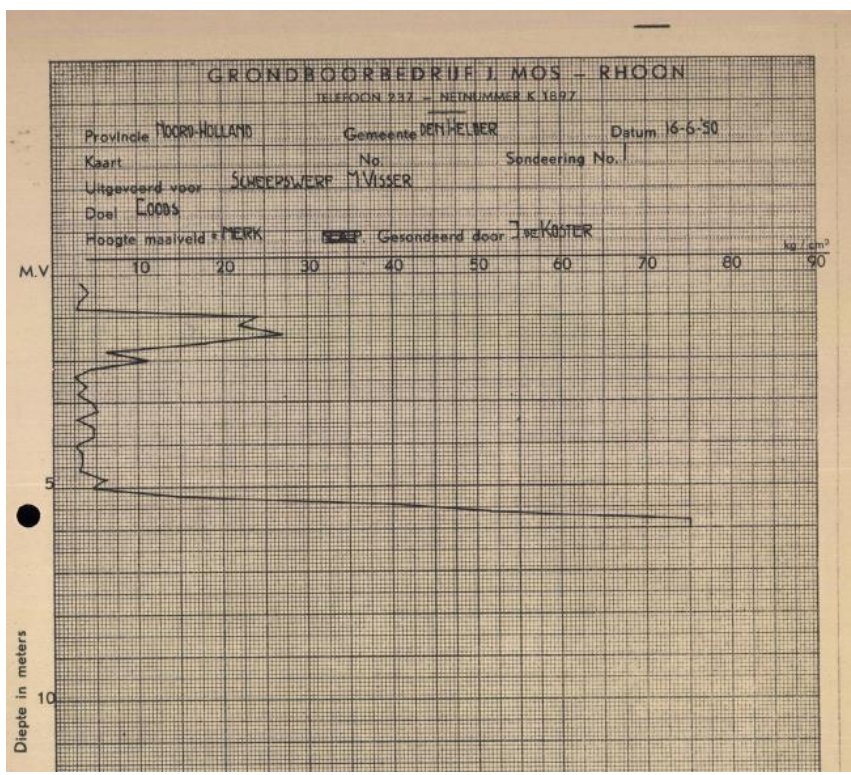 GRONDBOORBEDRIJF J. MOS – RHOON
TELEFOON 237 – NETNUMMER K 1897
Provincie NOORD-HOLLAND Gemeente DEN HELDER Datum 16-6-'50
Kaart No. Sondeering No. 1
Uitgevoerd voor SCHEEPSWERF M VISSER
Doel LOODS
Hoogte maaiveld = MERK P. Gesondeerd door J DE KOSTER
kg / cm²
M.V 10 20 30 40 50 60 70 80 90
5
10
Diepte in meters